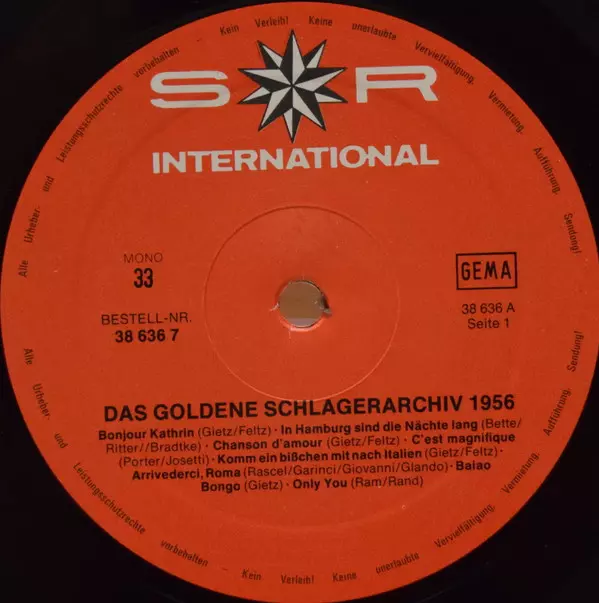 Alle Urheber- und Leistungsschutzrechte vorbehalten Kein Verleih! Keine unerlaubte Vervielfältigung, Vermietung, Aufführung, Sendung!
S R
INTERNATIONAL
MONO
33
GEMA
BESTELL-NR.
38 636 7
38 636 A
Seite 1
DAS GOLDENE SCHLAGERARCHIV 1956
Bonjour Kathrin (Gietz/Feltz) · In Hamburg sind die Nächte lang (Bette/
Ritter//Bradtke) · Chanson d'amour (Gietz/Feltz) · C'est magnifique
(Porter/Josetti) · Komm ein bißchen mit nach Italien (Gietz/Feltz) ·
Arrivederci, Roma (Rascel/Garinci/Giovanni/Glando) · Baiao
Bongo (Gietz) · Only You (Ram/Rand)
Alle Urheber- und Leistungsschutzrechte vorbehalten Kein Verleih! Keine unerlaubte Vervielfältigung, Vermietung, Aufführung, Sendung!